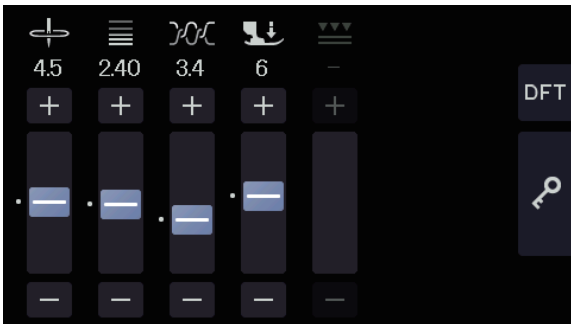 4.5 2.40 3.4 6 –
+ + + + +
DFT
– – – – –